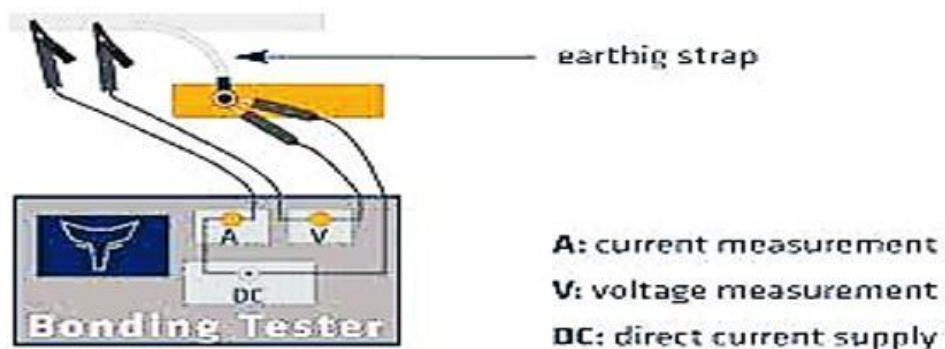 earthig strap
A
V
DC
Bonding Tester
A: current measurement
V: voltage measurement
DC: direct current supply